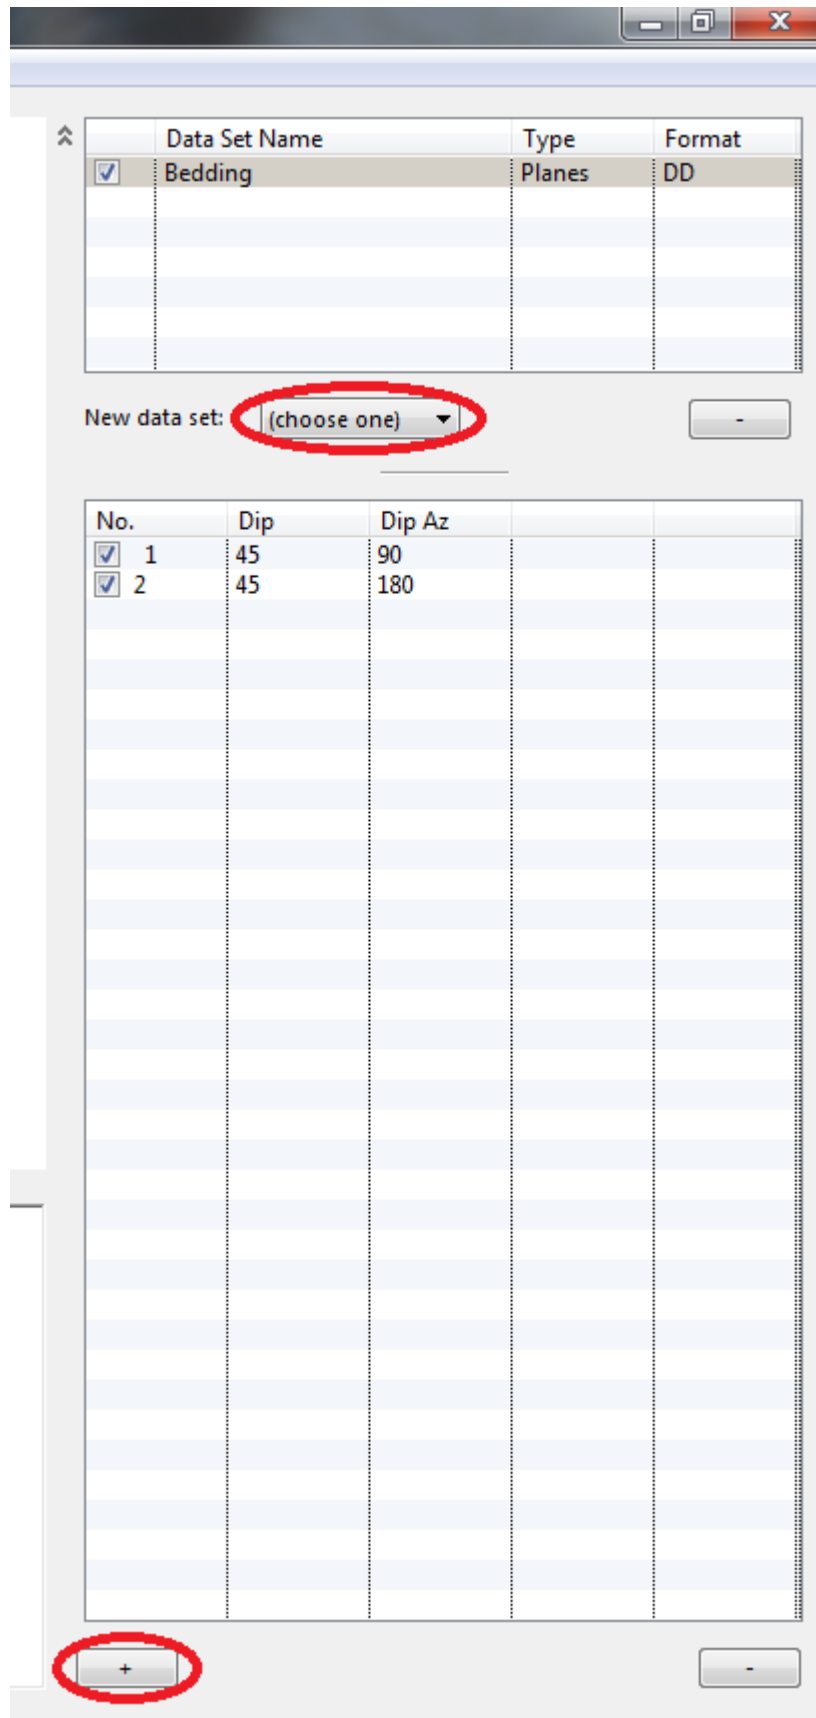 Data Set Name Type Format
Bedding Planes DD
New data set: (choose one) -
No. Dip Dip Az
1 45 90
2 45 180
+ -